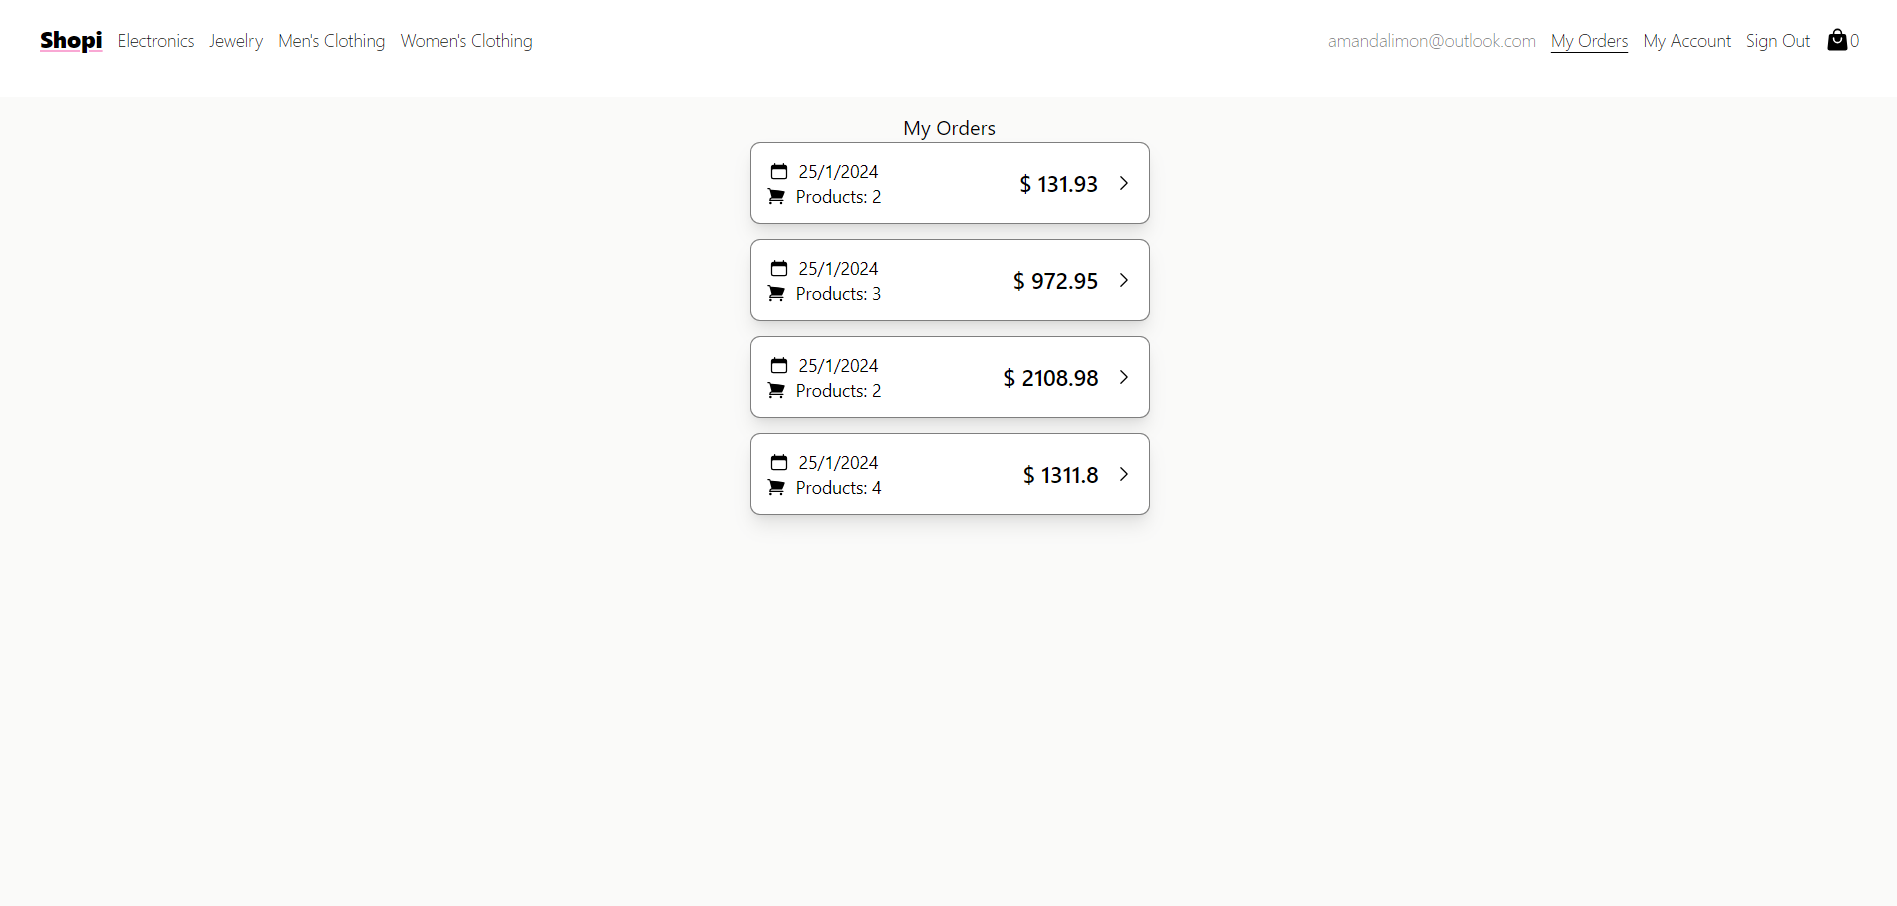 Shopi Electronics Jewelry Men's Clothing Women's Clothing amandalimon@outlook.com My Orders My Account Sign Out 0
My Orders
25/1/2024
Products: 2
$ 131.93
25/1/2024
Products: 3
$ 972.95
25/1/2024
Products: 2
$ 2108.98
25/1/2024
Products: 4
$ 1311.8